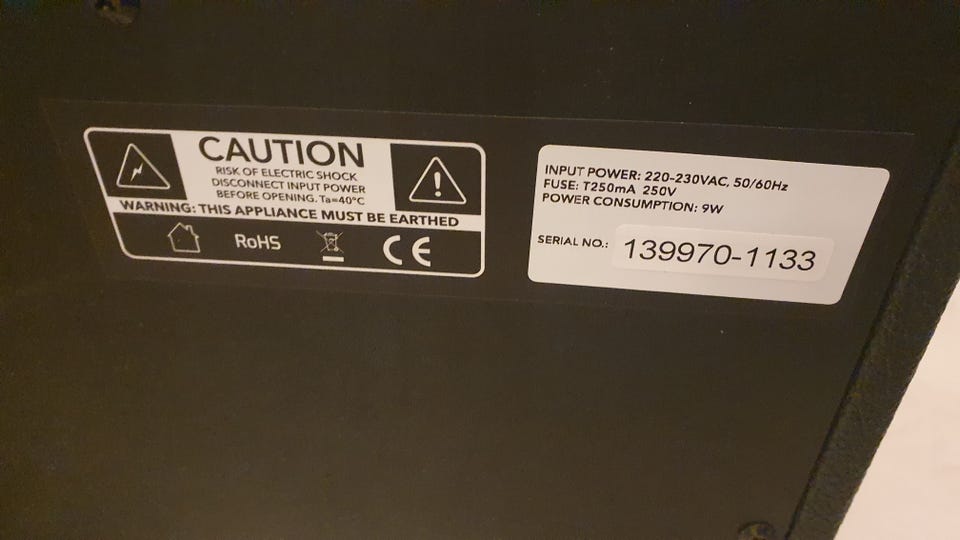 CAUTION
RISK OF ELECTRIC SHOCK
DISCONNECT INPUT POWER
BEFORE OPENING. Ta=40°C
WARNING: THIS APPLIANCE MUST BE EARTHED
RoHS
CE
INPUT POWER: 220-230VAC, 50/60Hz
FUSE: T250mA 250V
POWER CONSUMPTION: 9W
SERIAL NO.: 139970-1133